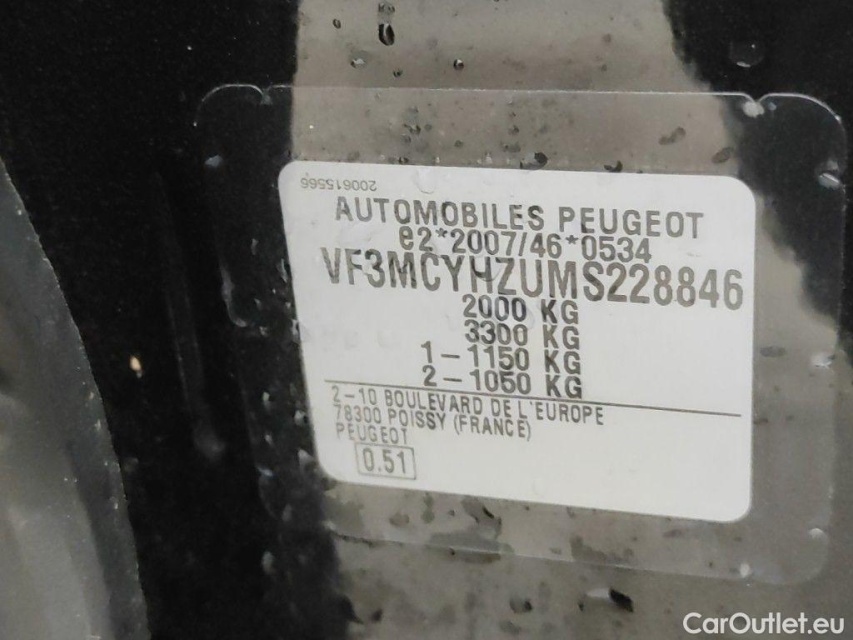 200615566
AUTOMOBILES PEUGEOT
e2*2007/46*0534
VF3MCYHZUMS228846
2000 KG
3300 KG
1-1150 KG
2-1050 KG
2-10 BOULEVARD DE L'EUROPE
78300 POISSY (FRANCE)
PEUGEOT
0.51
CarOutlet.eu